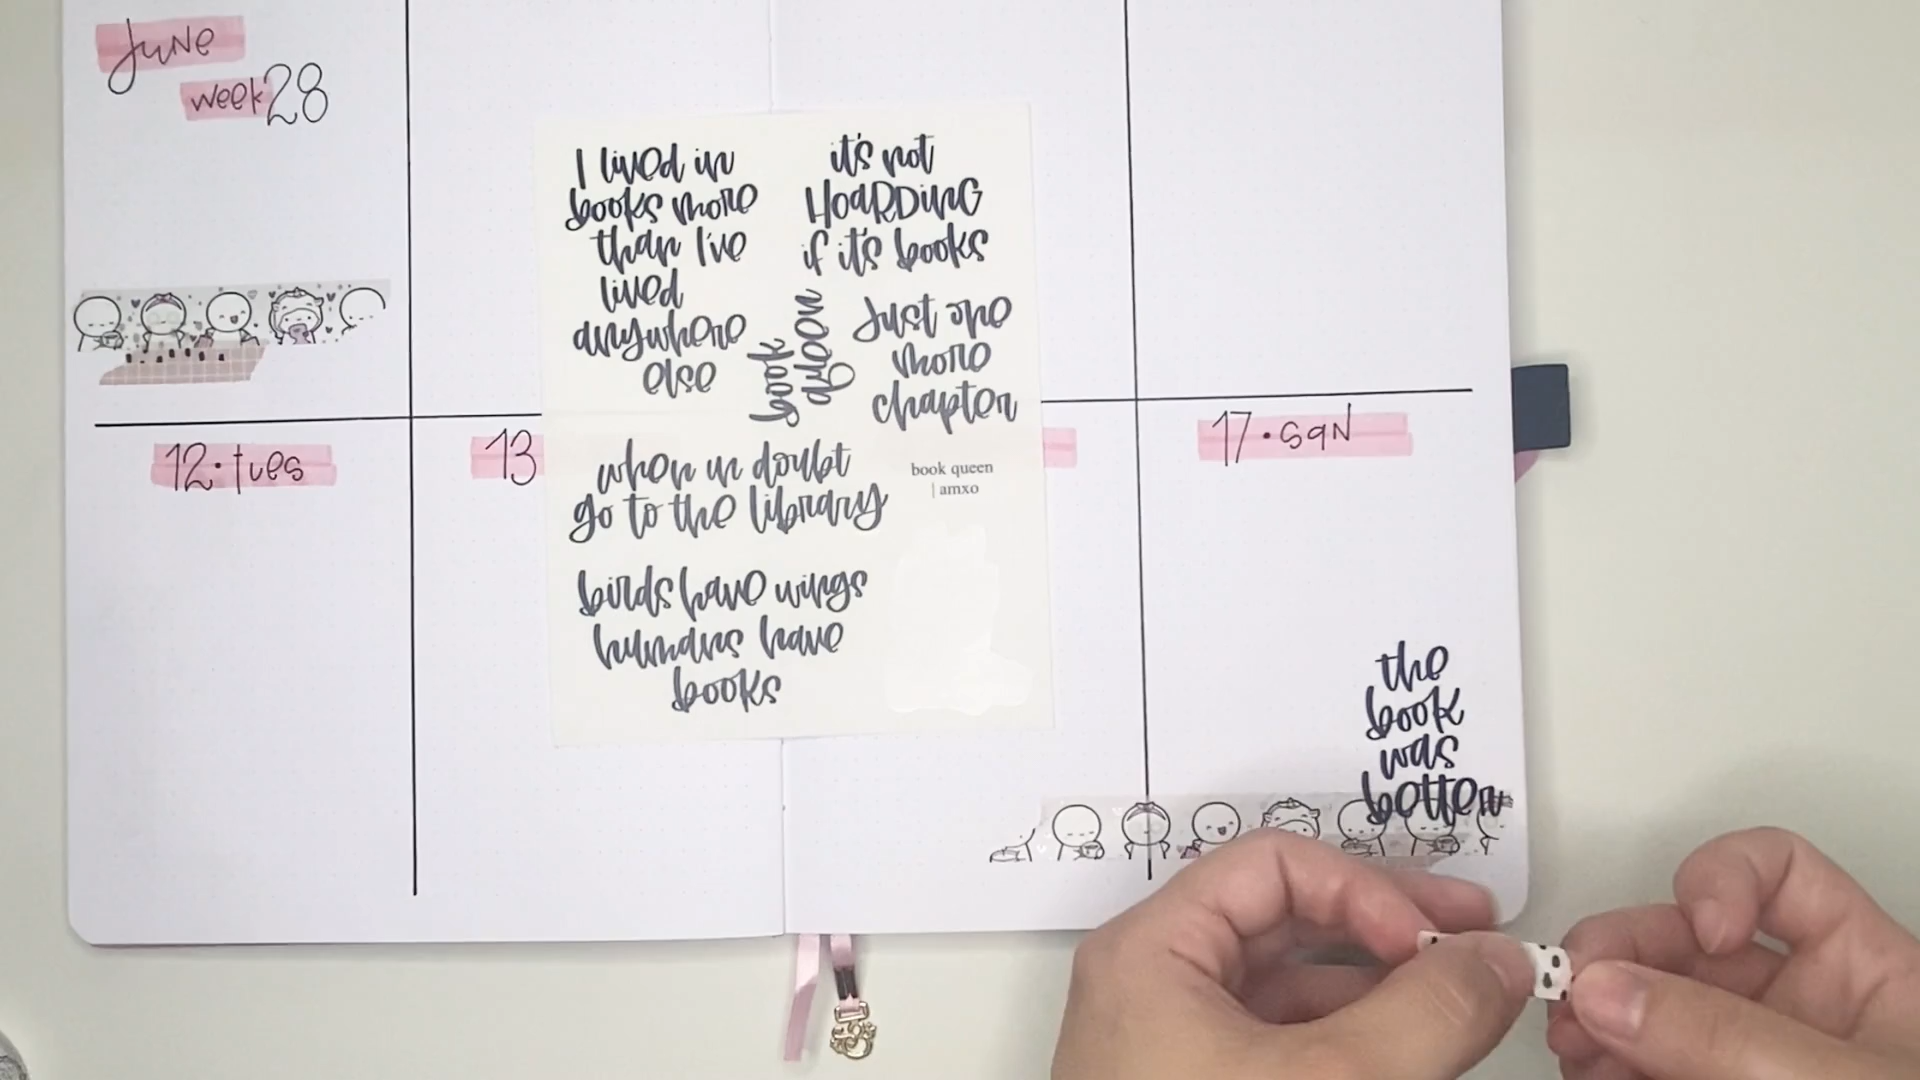 June
week 28
I lived in
books more
than I've
lived
anywhere
else
it's not
HOARDING
if it's books
book
queen
Just one
more
chapter
when in doubt
go to the library
book queen
| amxo
birds have wings
humans have
books
12 • tues
13
17 • sun
the
book
was
better